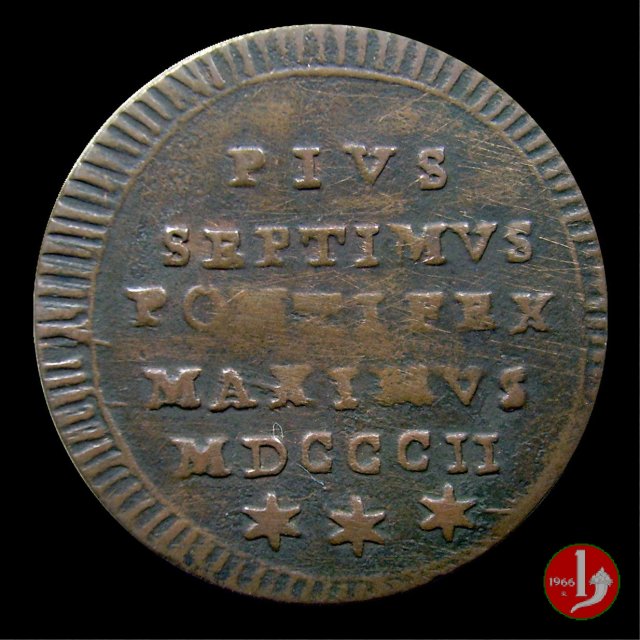 PIVS
SEPTIMVS
PONTIFEX
MAXIMVS
MDCCCII
1966